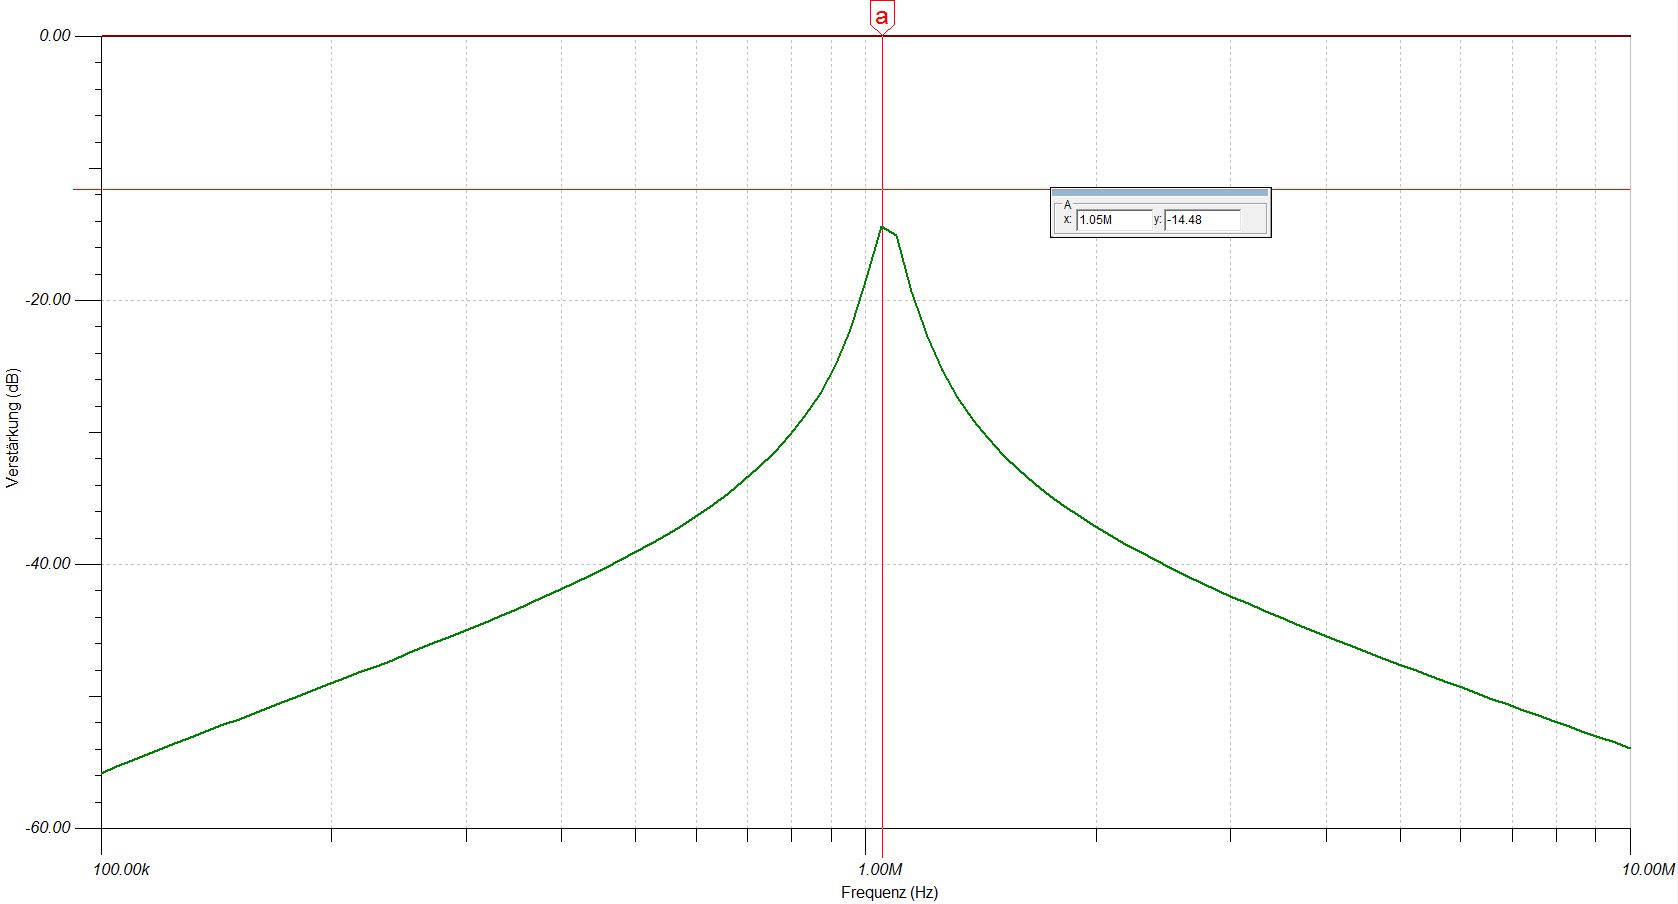 a
0.00
A
x: 1.05M y: -14.48
-20.00
Verstärkung (dB)
-40.00
-60.00
100.00k 1.00M 10.00M
Frequenz (Hz)